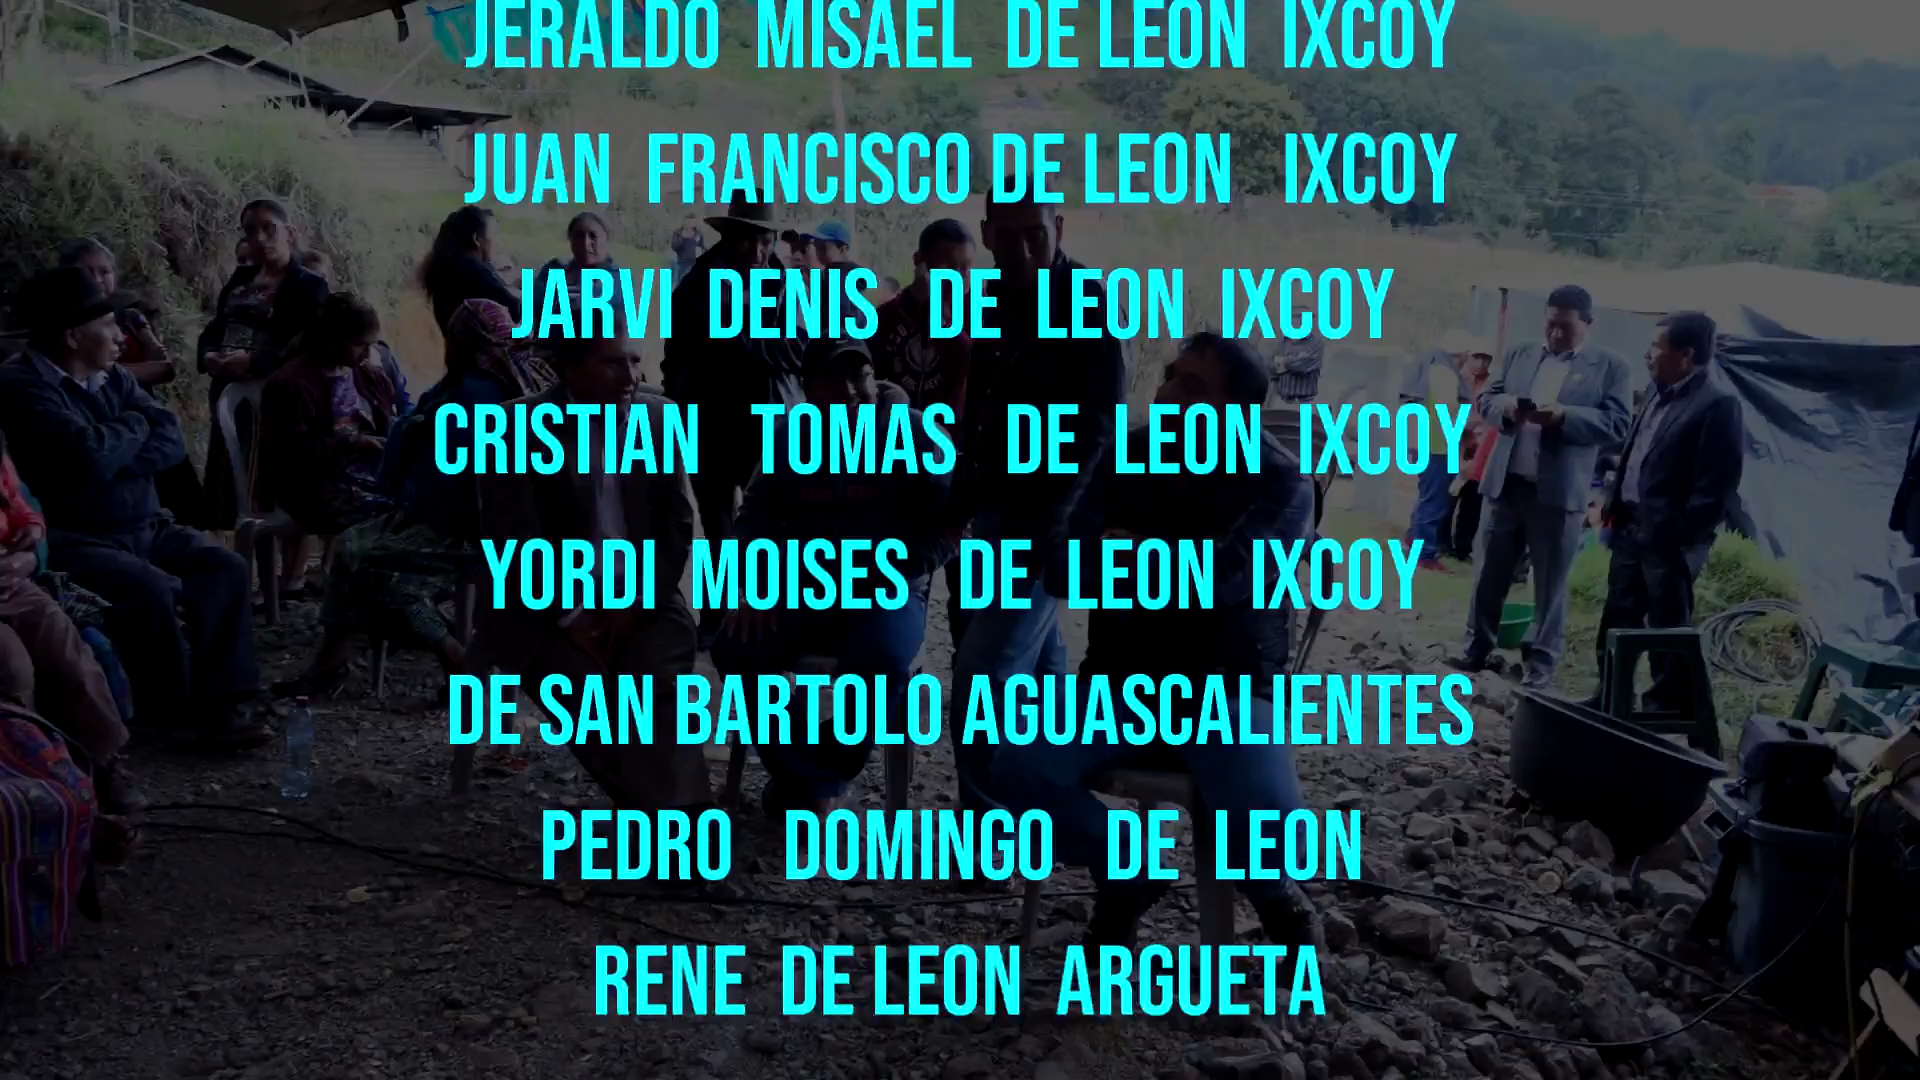 JERALDO MISAEL DE LEON IXCOY
JUAN FRANCISCO DE LEON IXCOY
JARVI DENIS DE LEON IXCOY
CRISTIAN TOMAS DE LEON IXCOY
YORDI MOISES DE LEON IXCOY
DE SAN BARTOLO AGUASCALIENTES
PEDRO DOMINGO DE LEON
RENE DE LEON ARGUETA